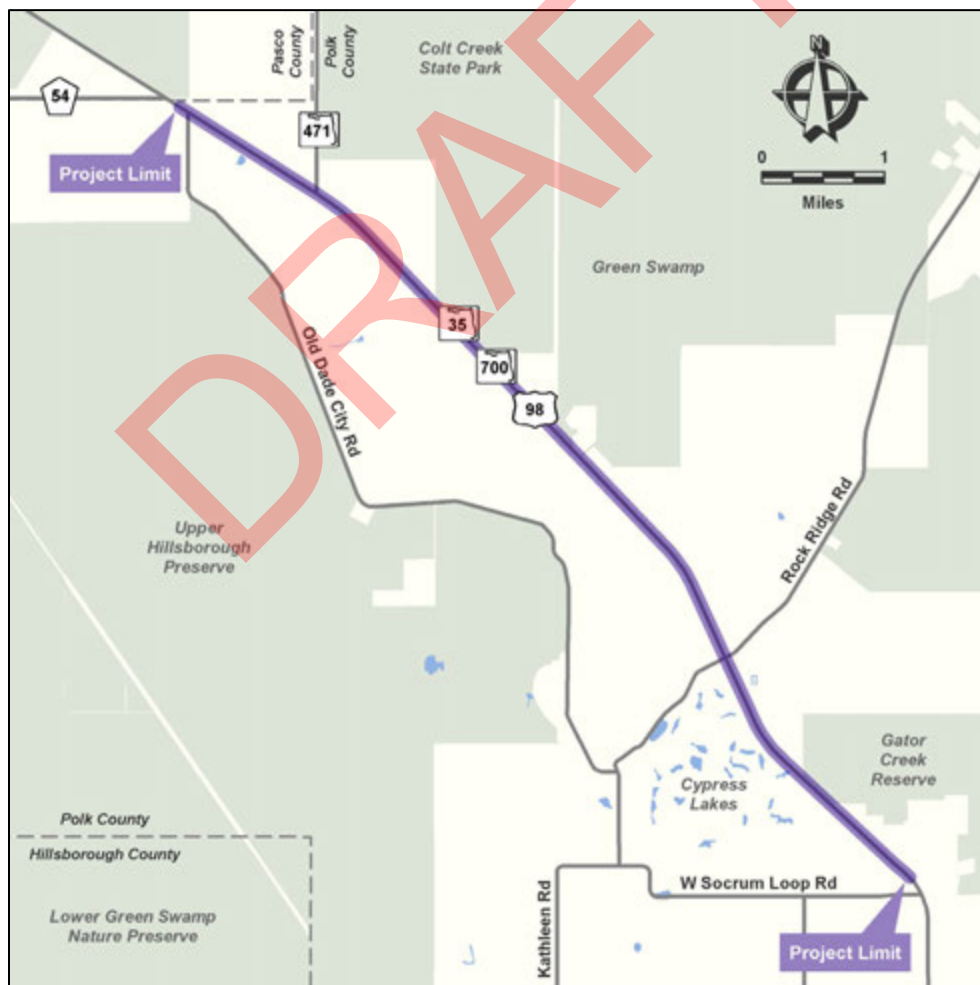 Pasco
County
Polk
County
Colt Creek
State Park
N
54
471
0 1
Miles
Project Limit
Green Swamp
35
700
98
Old Dade City Rd
Rock Ridge Rd
Upper
Hillsborough
Preserve
Gator
Creek
Reserve
Cypress
Lakes
Polk County
Hillsborough County
W Socrum Loop Rd
Lower Green Swamp
Nature Preserve
Kathleen Rd
Project Limit
DRAFT